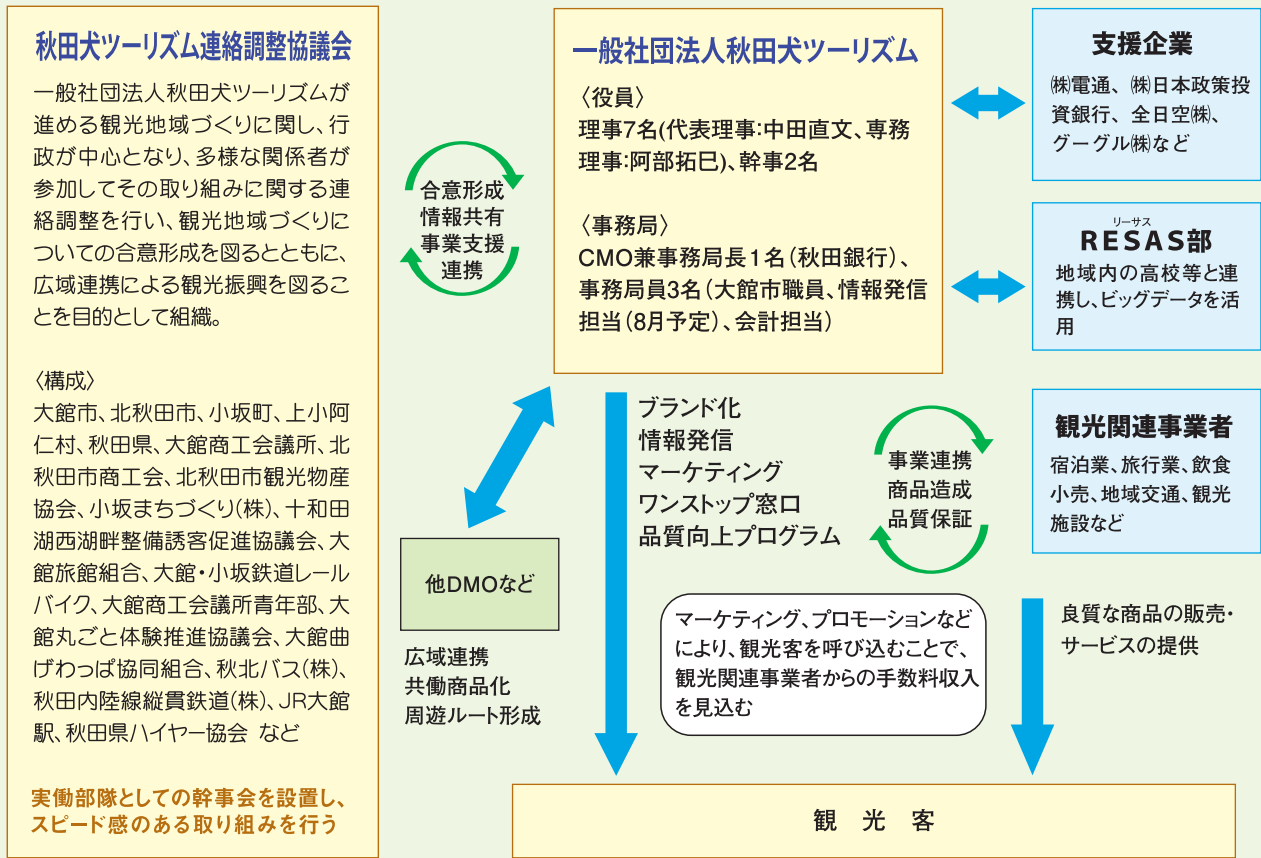 秋田犬ツーリズム連絡調整協議会
一般社団法人秋田犬ツーリズムが
進める観光地域づくりに関し、行
政が中心となり、多様な関係者が
参加してその取り組みに関する連
絡調整を行い、観光地域づくりに
ついての合意形成を図るとともに、
広域連携による観光振興を図るこ
とを目的として組織。
〈構成〉
大館市、北秋田市、小坂町、上小阿
仁村、秋田県、大館商工会議所、北
秋田市商工会、北秋田市観光物産
協会、小坂まちづくり(株)、十和田
湖西湖畔整備誘客促進協議会、大
館旅館組合、大館・小坂鉄道レール
バイク、大館商工会議所青年部、大
館丸ごと体験推進協議会、大館曲
げわっぱ協同組合、秋北バス(株)、
秋田内陸線縦貫鉄道(株)、JR大館
駅、秋田県ハイヤー協会 など
実働部隊としての幹事会を設置し、
スピード感のある取り組みを行う
合意形成
情報共有
事業支援
連携
一般社団法人秋田犬ツーリズム
〈役員〉
理事7名(代表理事:中田直文、専務
理事:阿部拓巳)、幹事2名
〈事務局〉
CMO兼事務局長1名(秋田銀行)、
事務局員3名(大館市職員、情報発信
担当(8月予定)、会計担当)
支援企業
㈱電通、㈱日本政策投
資銀行、全日空㈱、
グーグル㈱など
リーサス
RESAS部
地域内の高校等と連
携し、ビッグデータを活
用
他DMOなど
広域連携
共働商品化
周遊ルート形成
ブランド化
情報発信
マーケティング
ワンストップ窓口
品質向上プログラム
事業連携
商品造成
品質保証
観光関連事業者
宿泊業、旅行業、飲食
小売、地域交通、観光
施設など
マーケティング、プロモーションなど
により、観光客を呼び込むことで、
観光関連事業者からの手数料収入
を見込む
良質な商品の販売・
サービスの提供
観光客